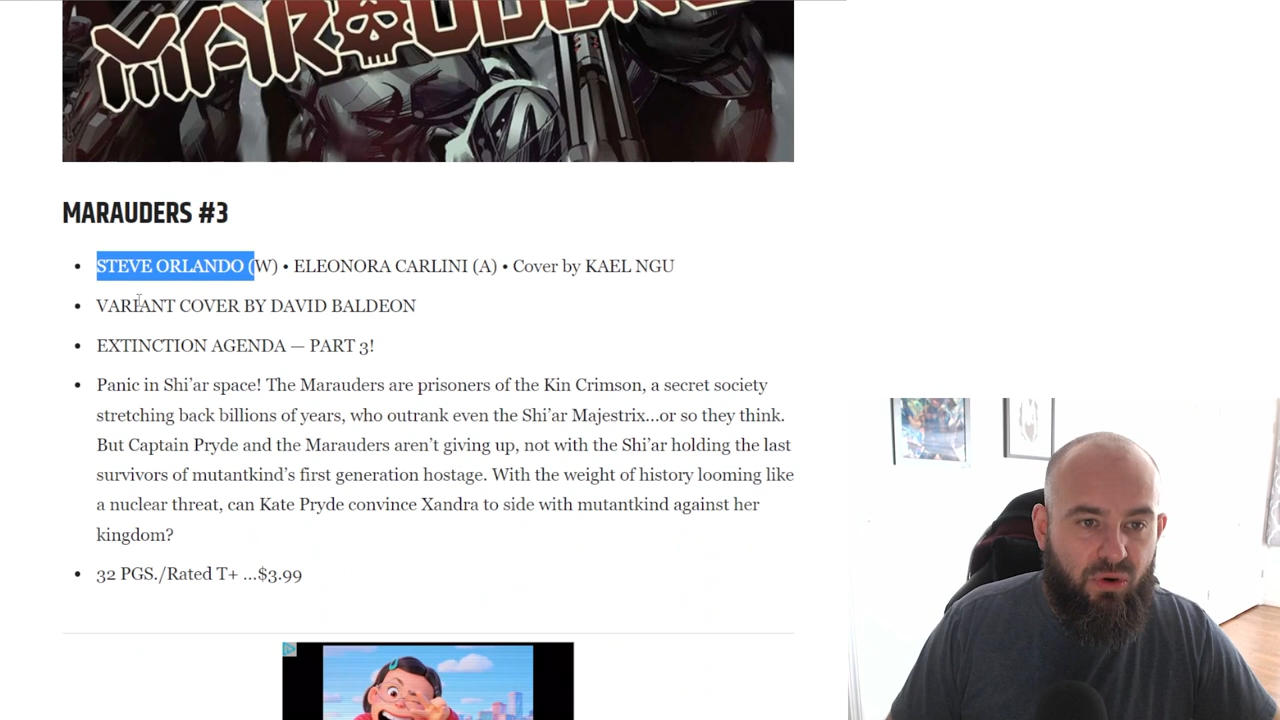 MARAUDERS
MARAUDERS #3
• STEVE ORLANDO (W) • ELEONORA CARLINI (A) • Cover by KAEL NGU
• VARIANT COVER BY DAVID BALDEON
• EXTINCTION AGENDA — PART 3!
• Panic in Shi’ar space! The Marauders are prisoners of the Kin Crimson, a secret society
stretching back billions of years, who outrank even the Shi’ar Majestrix…or so they think.
But Captain Pryde and the Marauders aren’t giving up, not with the Shi’ar holding the last
survivors of mutantkind’s first generation hostage. With the weight of history looming like
a nuclear threat, can Kate Pryde convince Xandra to side with mutantkind against her
kingdom?
• 32 PGS./Rated T+ …$3.99